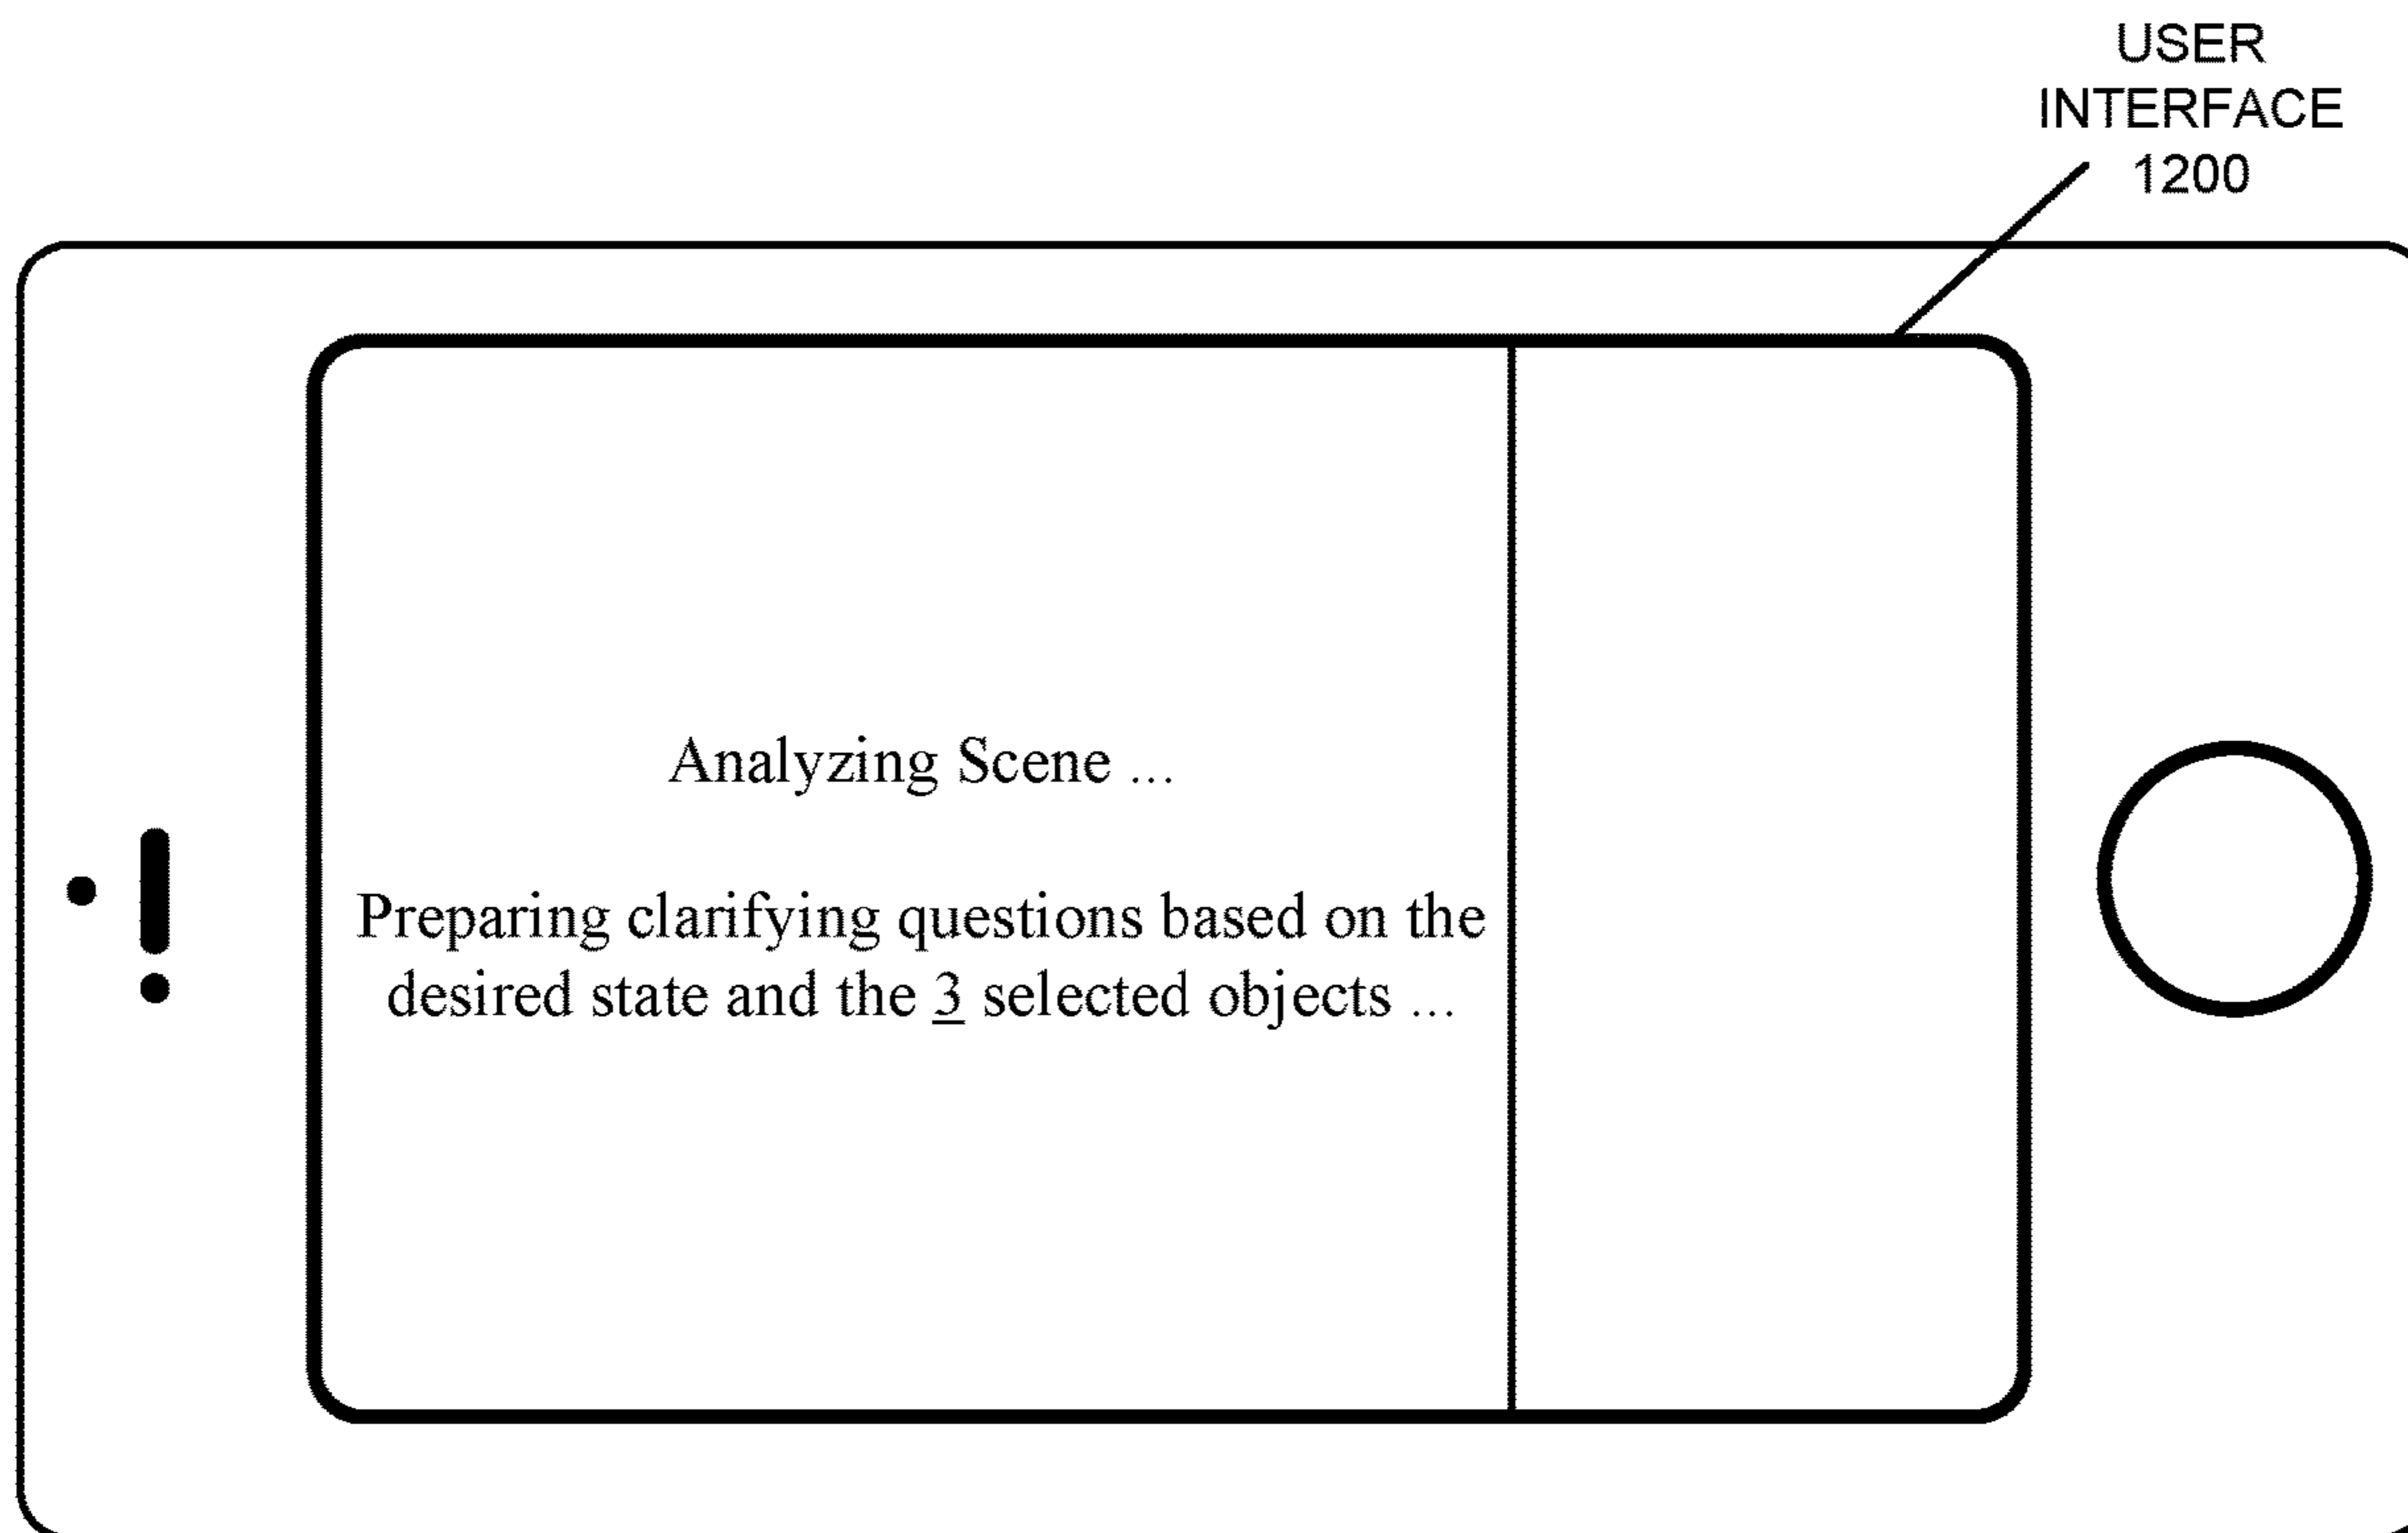 USER
INTERFACE
1200
Analyzing Scene ...
Preparing clarifying questions based on the
desired state and the 3 selected objects ...